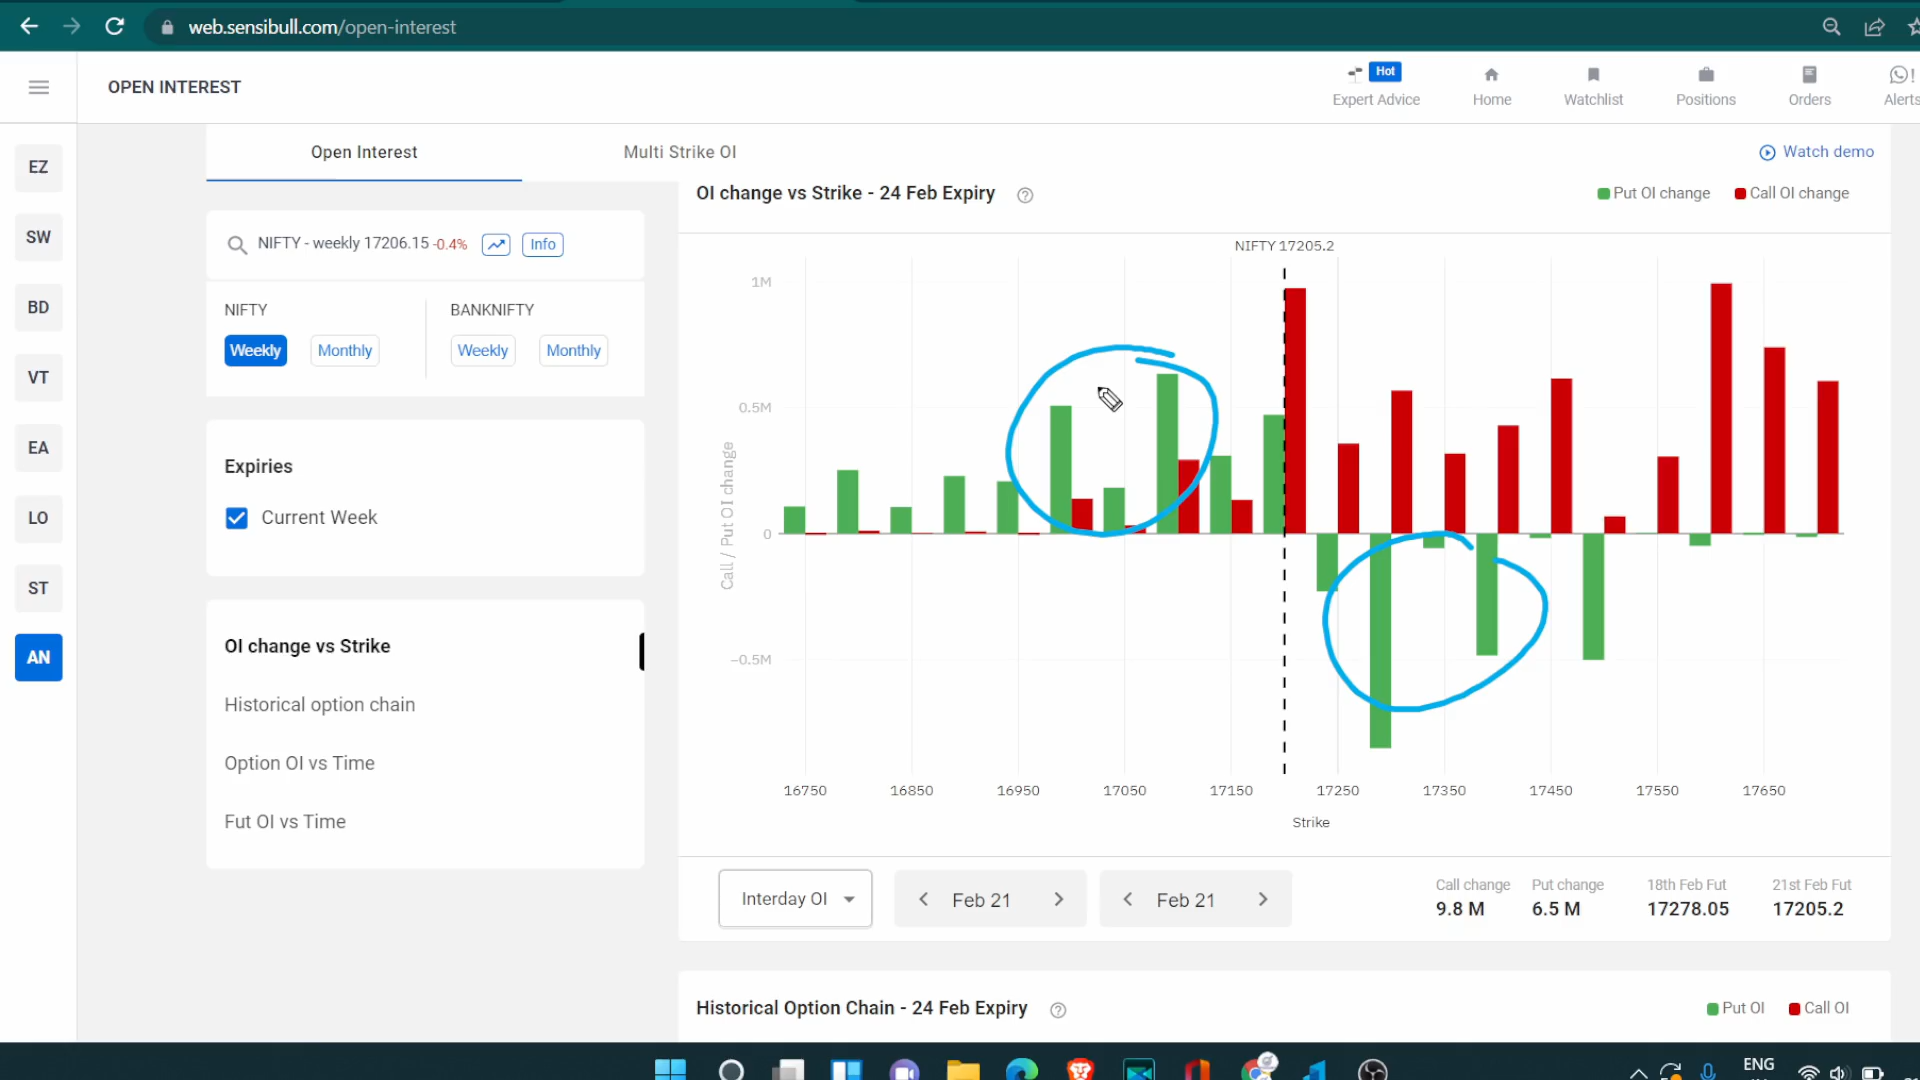 web.sensibull.com/open-interest
OPEN INTEREST
Hot
Expert Advice
Home
Watchlist
Positions
Orders
Alerts
EZ
SW
BD
VT
EA
LO
ST
AN
Open Interest
Multi Strike OI
Watch demo
NIFTY - weekly 17206.15 -0.4%
Info
NIFTY
BANKNIFTY
Weekly
Monthly
Weekly
Monthly
Expiries
Current Week
OI change vs Strike
Historical option chain
Option OI vs Time
Fut OI vs Time
OI change vs Strike - 24 Feb Expiry
Put OI change
Call OI change
NIFTY 17205.2
1M
0.5M
0
−0.5M
Call / Put OI change
16750
16850
16950
17050
17150
17250
17350
17450
17550
17650
Strike
Interday OI
Feb 21
Feb 21
Call change
9.8 M
Put change
6.5 M
18th Feb Fut
17278.05
21st Feb Fut
17205.2
Historical Option Chain - 24 Feb Expiry
Put OI
Call OI
ENG